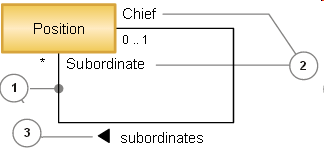 Chief
Position
0 .. 1
* Subordinate
2
1
3
subordinates